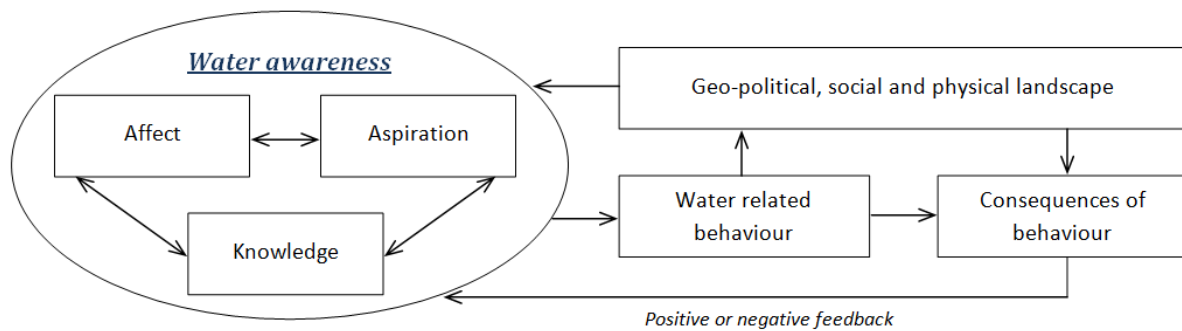 Water awareness
Affect
Aspiration
Knowledge
Geo-political, social and physical landscape
Water related
behaviour
Consequences of
behaviour
Positive or negative feedback